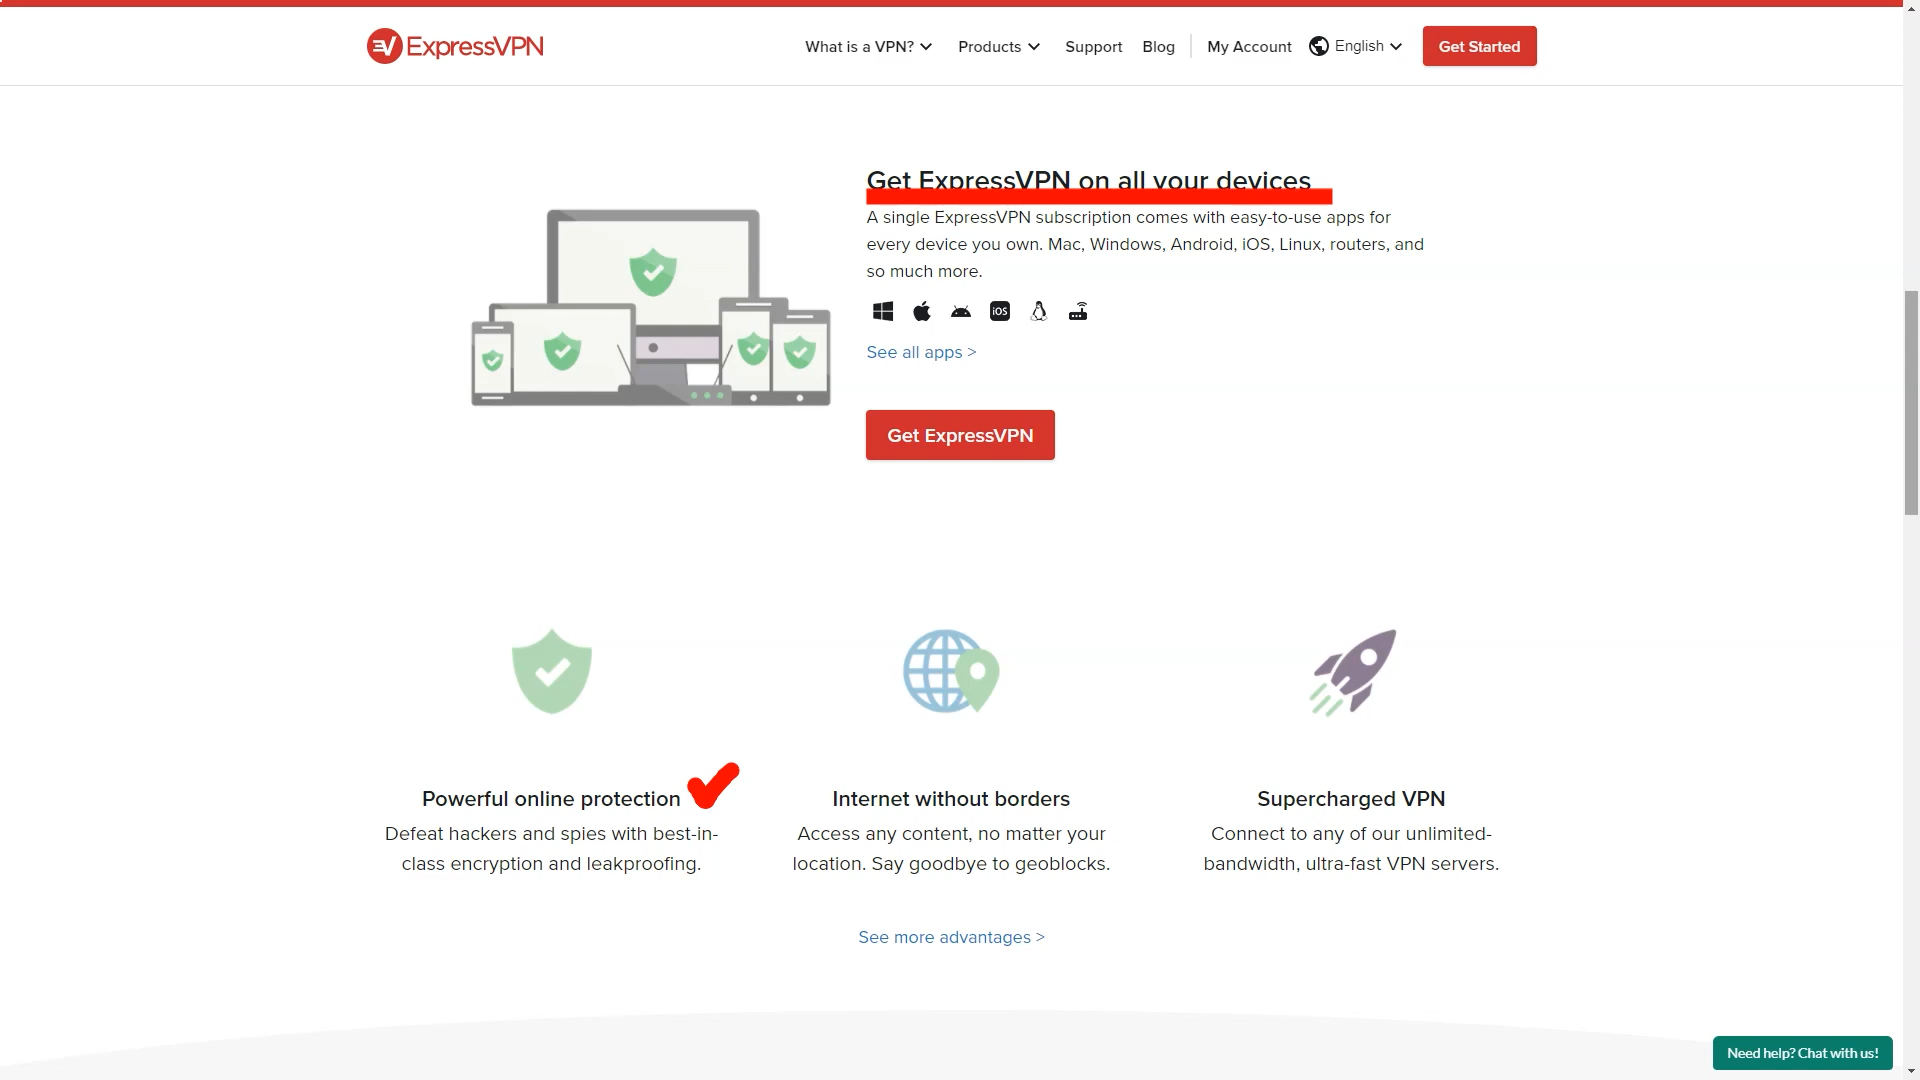 ExpressVPN
What is a VPN?
Products
Support
Blog
My Account
English
Get Started
Get ExpressVPN on all your devices
A single ExpressVPN subscription comes with easy-to-use apps for
every device you own. Mac, Windows, Android, iOS, Linux, routers, and
so much more.
iOS
See all apps >
Get ExpressVPN
Powerful online protection
Defeat hackers and spies with best-in-
class encryption and leakproofing.
Internet without borders
Access any content, no matter your
location. Say goodbye to geoblocks.
Supercharged VPN
Connect to any of our unlimited-
bandwidth, ultra-fast VPN servers.
See more advantages >
Need help? Chat with us!